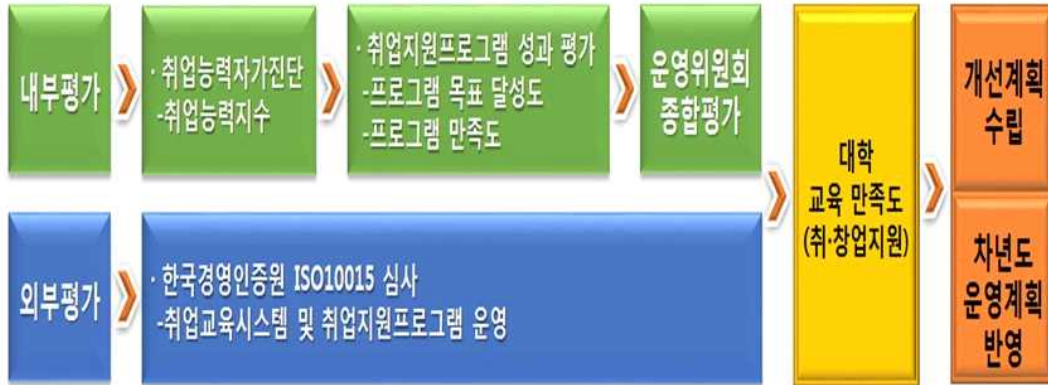 내부평가
· 취업능력자가진단
-취업능력지수
· 취업지원프로그램 성과 평가
-프로그램 목표 달성도
-프로그램 만족도
운영위원회
종합평가
외부평가
· 한국경영인증원 ISO10015 심사
-취업교육시스템 및 취업지원프로그램 운영
대학
교육 만족도
(취·창업지원)
개선계획
수립
차년도
운영계획
반영